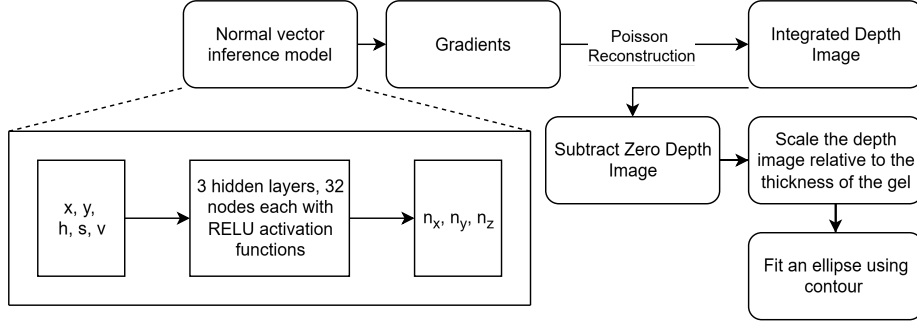 Normal vector
inference model
Gradients
Poisson
Reconstruction
Integrated Depth
Image
Subtract Zero Depth
Image
Scale the depth
image relative to the
thickness of the gel
Fit an ellipse using
contour
x, y,
h, s, v
3 hidden layers, 32
nodes each with
RELU activation
functions
nₓ, n_y, n_z